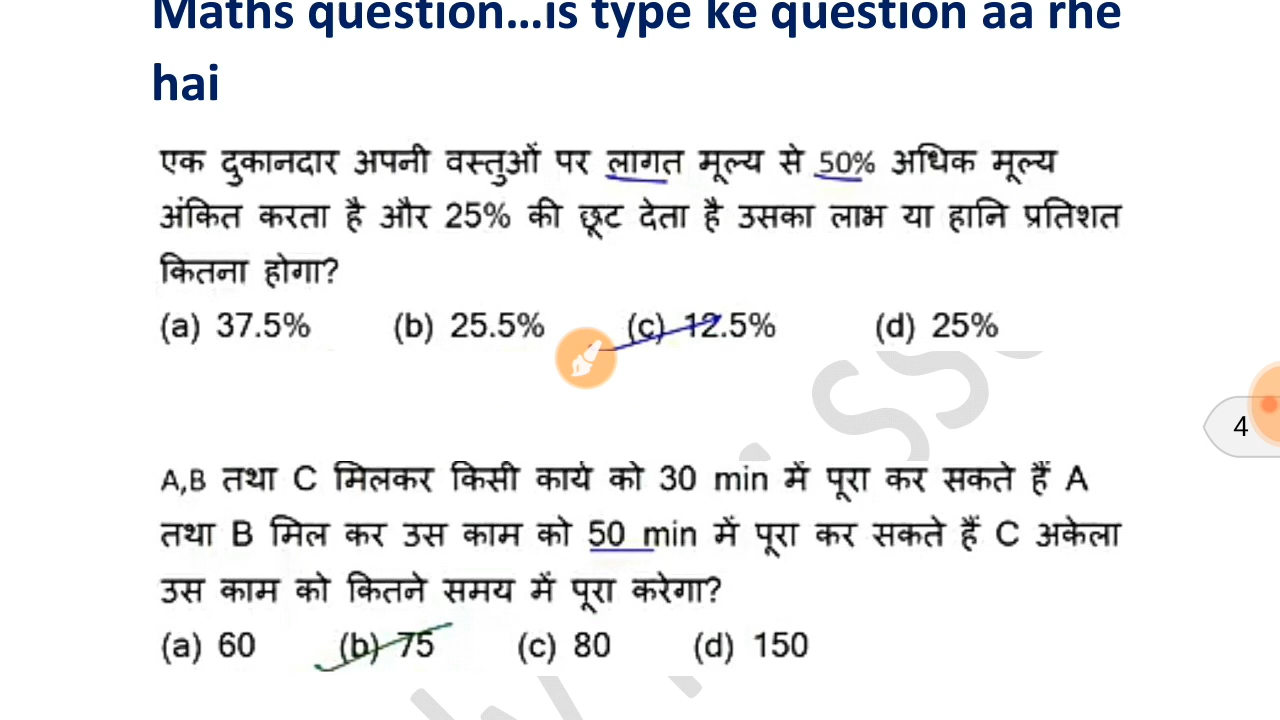 Maths question...is type ke question aa rhe
hai
एक दुकानदार अपनी वस्तुओं पर लागत मूल्य से 50% अधिक मूल्य
अंकित करता है और 25% की छूट देता है उसका लाभ या हानि प्रतिशत
कितना होगा?
(a) 37.5% (b) 25.5% (c) 12.5% (d) 25%
4
A,B तथा C मिलकर किसी कार्य को 30 min में पूरा कर सकते हैं A
तथा B मिल कर उस काम को 50 min में पूरा कर सकते हैं C अकेला
उस काम को कितने समय में पूरा करेगा?
(a) 60 (b) 75 (c) 80 (d) 150